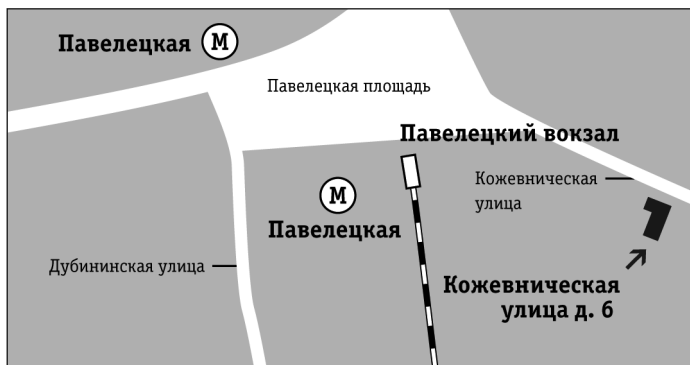 Павелецкая М
Павелецкая площадь
Павелецкий вокзал
Кожевническая
улица
М
Павелецкая
Дубининская улица
Кожевническая
улица д. 6